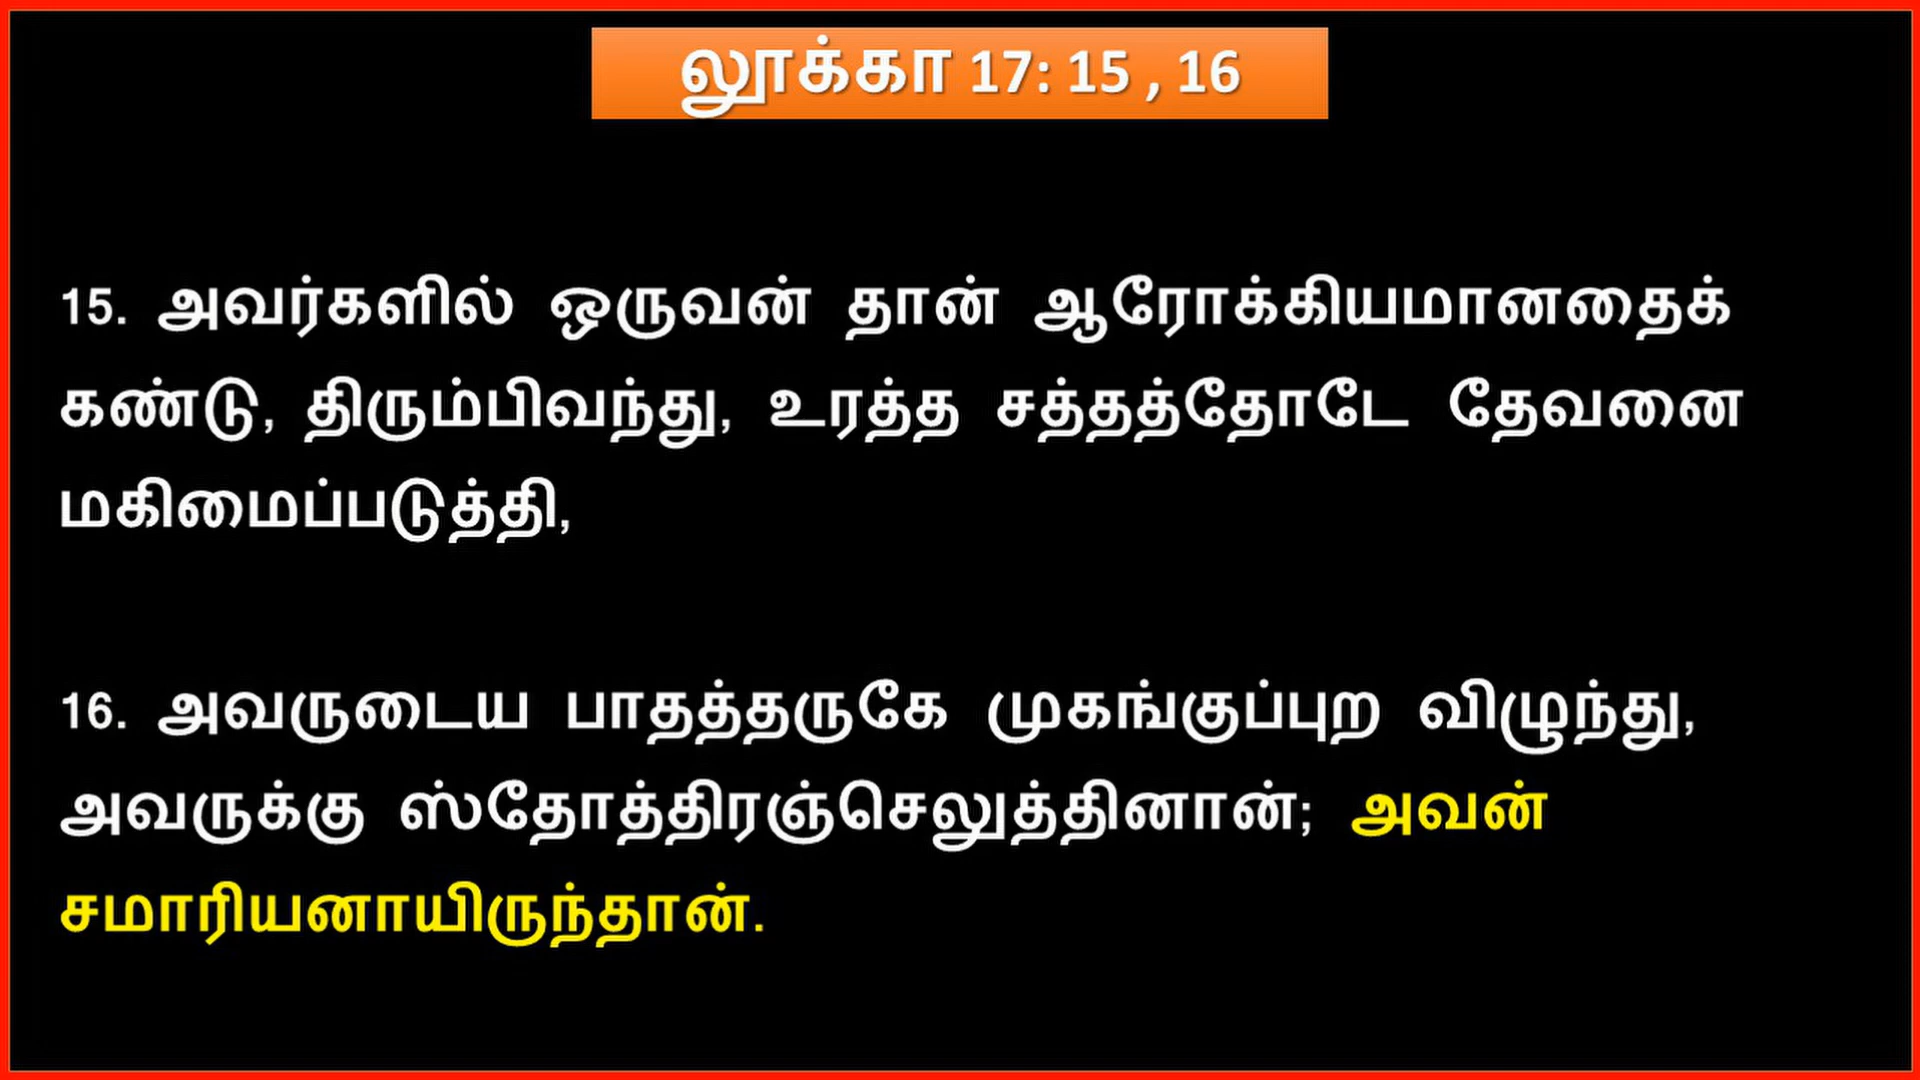 லூக்கா 17: 15 , 16
15. அவர்களில் ஒருவன் தான் ஆரோக்கியமானதைக்
கண்டு, திரும்பிவந்து, உரத்த சத்தத்தோடே தேவனை
மகிமைப்படுத்தி,
16. அவருடைய பாதத்தருகே முகங்குப்புற விழுந்து,
அவருக்கு ஸ்தோத்திரஞ்செலுத்தினான்; அவன்
சமாரியனாயிருந்தான்.